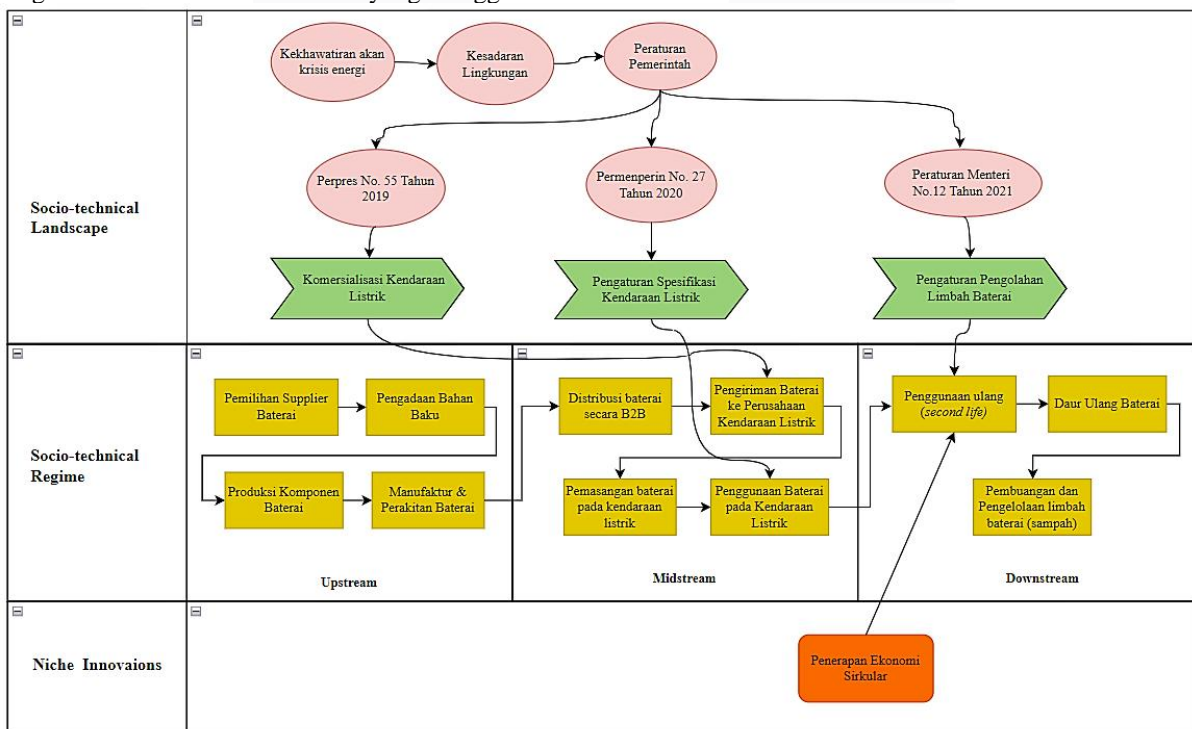 Kekhawatiran akan
krisis energi
Kesadaran
Lingkungan
Peraturan
Pemerintah
Perpres No. 55 Tahun
2019
Permenperin No. 27
Tahun 2020
Peraturan Menteri
No.12 Tahun 2021
Socio-technical
Landscape
Komersialisasi Kendaraan
Listrik
Pengaturan Spesifikasi
Kendaraan Listrik
Pengaturan Pengolahan
Limbah Baterai
Socio-technical
Regime
Pemilihan Supplier
Baterai
Pengadaan Bahan
Baku
Produksi Komponen
Baterai
Manufaktur &
Perakitan Baterai
Upstream
Distribusi baterai
secara B2B
Pengiriman Baterai
ke Perusahaan
Kendaraan Listrik
Pemasangan baterai
pada kendaraan
listrik
Penggunaan Baterai
pada Kendaraan
Listrik
Midstream
Penggunaan ulang
(second life)
Daur Ulang Baterai
Pembuangan dan
Pengelolaan limbah
baterai (sampah)
Downstream
Niche Innovaions
Penerapan Ekonomi
Sirkular